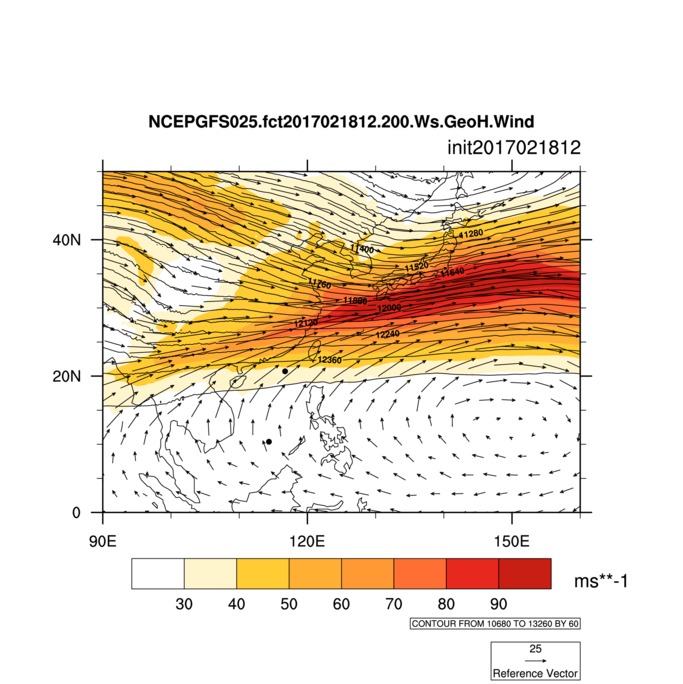 NCEPGFS025.fct2017021812.200.Ws.GeoH.Wind
init2017021812
40N
20N
0
11280
11400
11520
11640
11760
11880
12000
12120
12240
12360
90E 120E 150E
30 40 50 60 70 80 90
ms**-1
CONTOUR FROM 10680 TO 13260 BY 60
25
Reference Vector